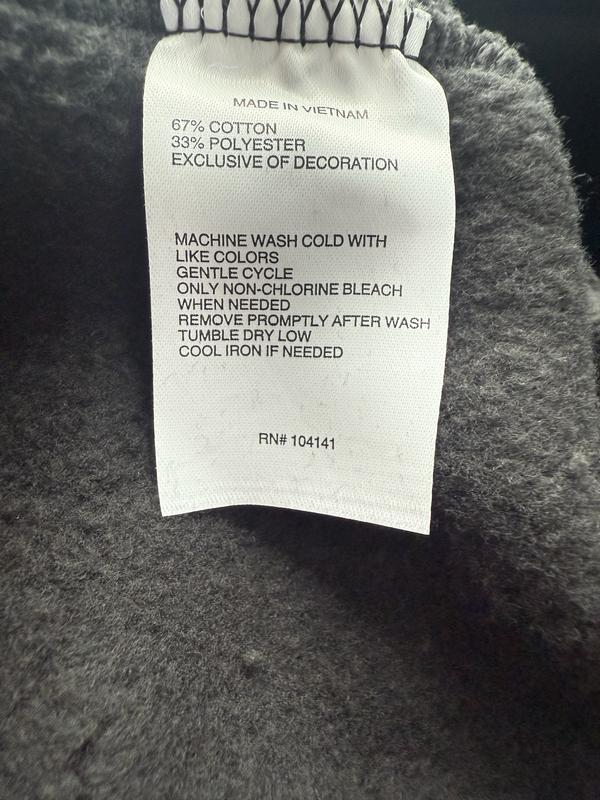 MADE IN VIETNAM
67% COTTON
33% POLYESTER
EXCLUSIVE OF DECORATION
MACHINE WASH COLD WITH
LIKE COLORS
GENTLE CYCLE
ONLY NON-CHLORINE BLEACH
WHEN NEEDED
REMOVE PROMPTLY AFTER WASH
TUMBLE DRY LOW
COOL IRON IF NEEDED
RN# 104141